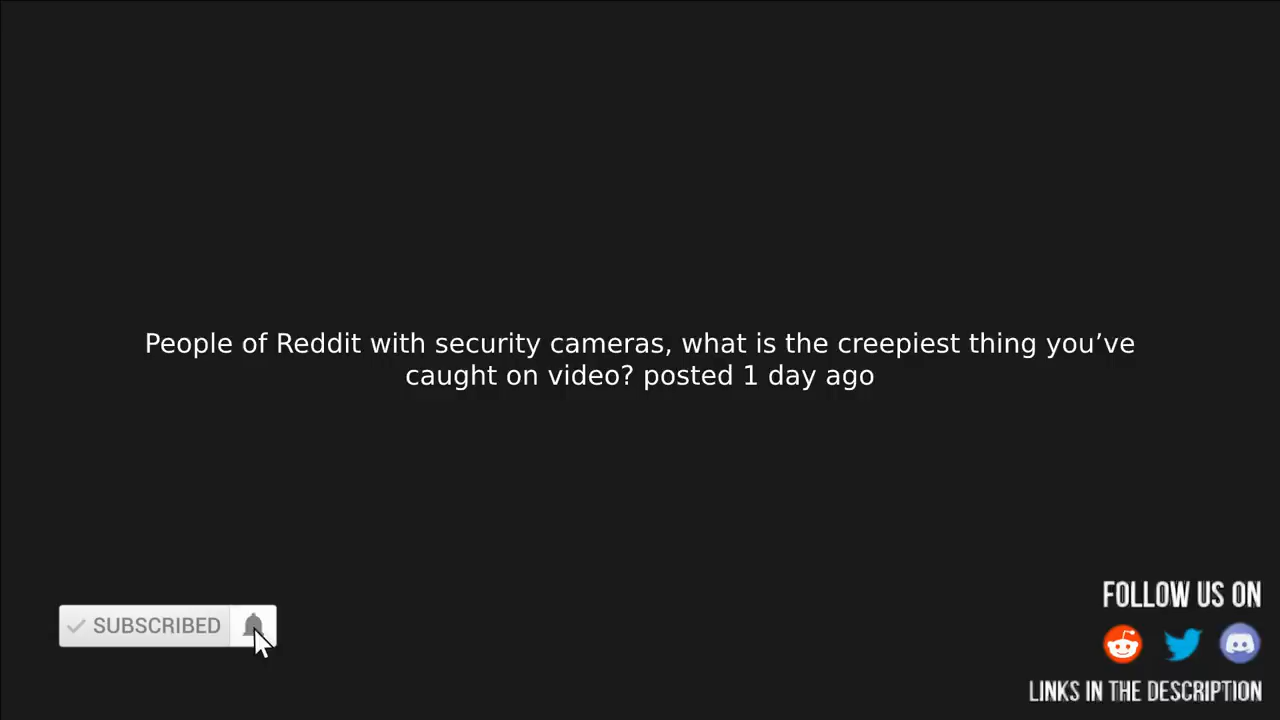 People of Reddit with security cameras, what is the creepiest thing you’ve
caught on video? posted 1 day ago
SUBSCRIBED
FOLLOW US ON
LINKS IN THE DESCRIPTION